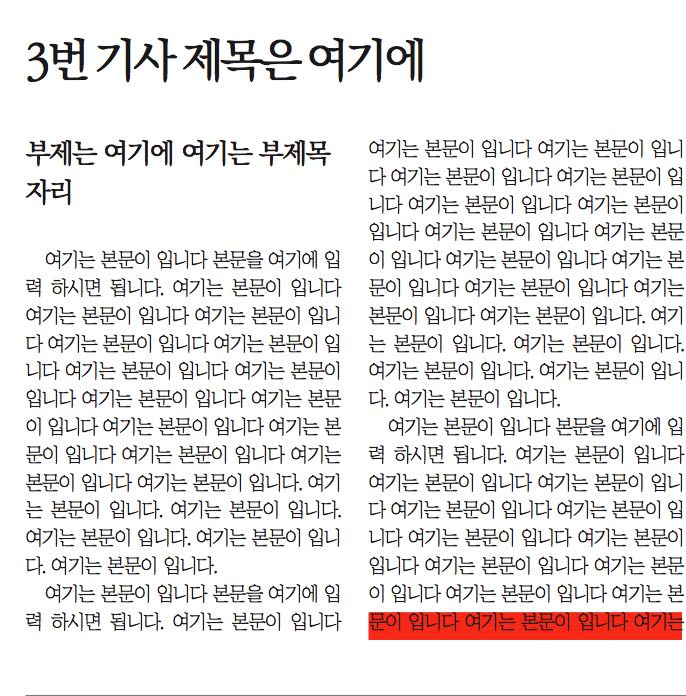 3번 기사 제목은 여기에
부제는 여기에 여기는 부제목
자리
여기는 본문이 입니다 본문을 여기에 입
력 하시면 됩니다. 여기는 본문이 입니다
여기는 본문이 입니다 여기는 본문이 입니
다 여기는 본문이 입니다 여기는 본문이 입
니다 여기는 본문이 입니다 여기는 본문이
입니다 여기는 본문이 입니다 여기는 본문
이 입니다 여기는 본문이 입니다 여기는 본
문이 입니다 여기는 본문이 입니다 여기는
본문이 입니다 여기는 본문이 입니다. 여기
는 본문이 입니다. 여기는 본문이 입니다.
여기는 본문이 입니다. 여기는 본문이 입니
다. 여기는 본문이 입니다.
여기는 본문이 입니다 본문을 여기에 입
력 하시면 됩니다. 여기는 본문이 입니다
여기는 본문이 입니다 여기는 본문이 입니
다 여기는 본문이 입니다 여기는 본문이 입
니다 여기는 본문이 입니다 여기는 본문이
입니다 여기는 본문이 입니다 여기는 본문
이 입니다 여기는 본문이 입니다 여기는 본
문이 입니다 여기는 본문이 입니다 여기는
본문이 입니다 여기는 본문이 입니다. 여기
는 본문이 입니다. 여기는 본문이 입니다.
여기는 본문이 입니다. 여기는 본문이 입니
다. 여기는 본문이 입니다.
여기는 본문이 입니다 본문을 여기에 입
력 하시면 됩니다. 여기는 본문이 입니다
여기는 본문이 입니다 여기는 본문이 입니
다 여기는 본문이 입니다 여기는 본문이 입
니다 여기는 본문이 입니다 여기는 본문이
입니다 여기는 본문이 입니다 여기는 본문
이 입니다 여기는 본문이 입니다 여기는 본
문이 입니다 여기는 본문이 입니다 여기는